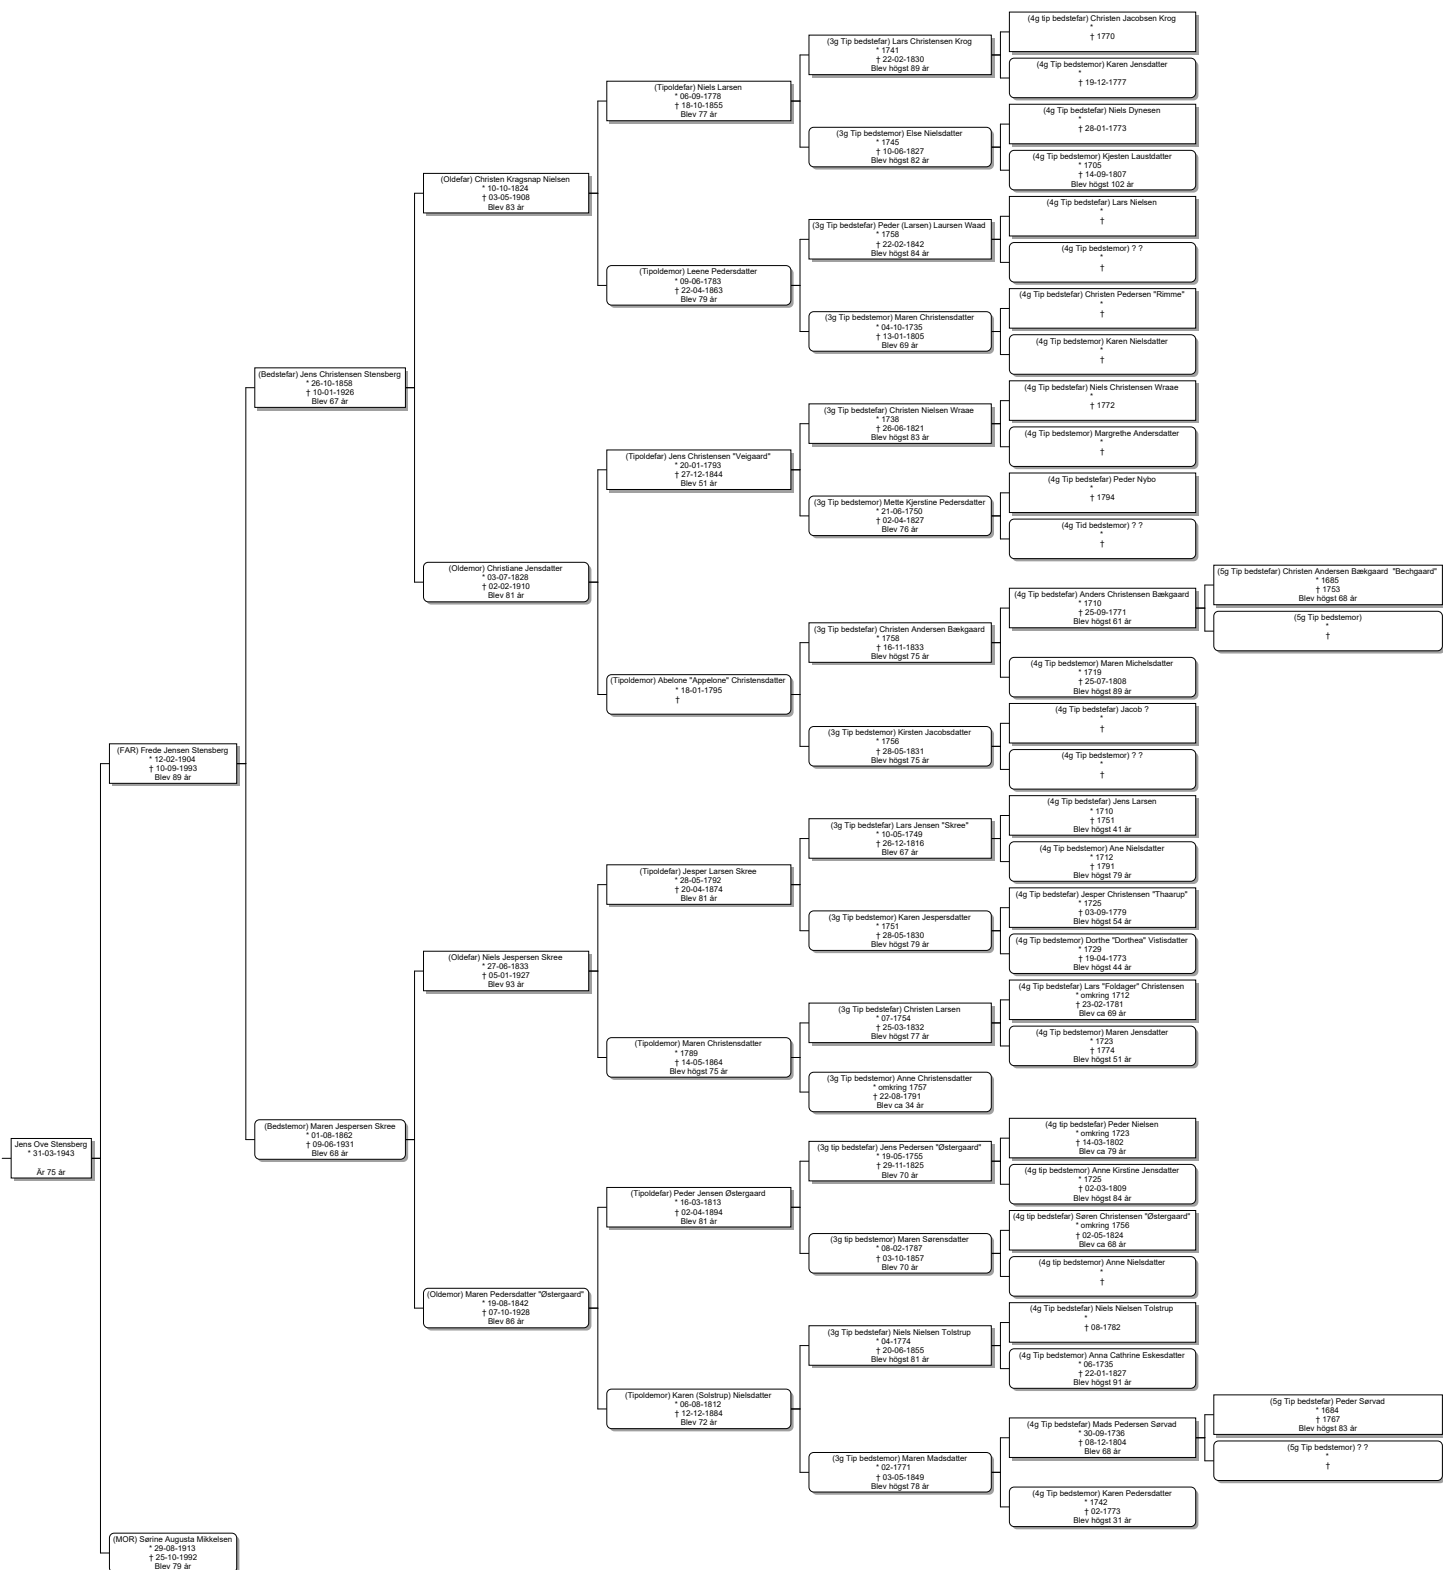 Jens Ove Stensberg
* 31-03-1943
Är 75 år
(FAR) Frede Jensen Stensberg
* 12-02-1904
† 10-09-1993
Blev 89 år
(MOR) Sørine Augusta Mikkelsen
* 29-08-1913
† 25-10-1992
Blev 79 år
(Bedstefar) Jens Christensen Stensberg
* 26-10-1858
† 10-01-1926
Blev 67 år
(Bedstemor) Maren Jespersen Skree
* 01-08-1862
† 09-06-1931
Blev 68 år
(Oldefar) Christen Kragsnap Nielsen
* 10-10-1824
† 03-05-1908
Blev 83 år
(Oldemor) Christiane Jensdatter
* 03-07-1828
† 02-02-1910
Blev 81 år
(Oldefar) Niels Jespersen Skree
* 27-06-1833
† 05-01-1927
Blev 93 år
(Oldemor) Maren Pedersdatter "Østergaard"
* 19-08-1842
† 07-10-1928
Blev 86 år
(Tipoldefar) Niels Larsen
* 06-09-1778
† 18-10-1855
Blev 77 år
(Tipoldemor) Leene Pedersdatter
* 09-06-1783
† 22-04-1863
Blev 79 år
(Tipoldefar) Jens Christensen "Veigaard"
* 20-01-1793
† 27-12-1844
Blev 51 år
(Tipoldemor) Abelone "Appelone" Christensdatter
* 18-01-1795
†
(Tipoldefar) Jesper Larsen Skree
* 28-05-1792
† 20-04-1874
Blev 81 år
(Tipoldemor) Maren Christensdatter
* 1789
† 14-05-1864
Blev högst 75 år
(Tipoldefar) Peder Jensen Østergaard
* 16-03-1813
† 02-04-1894
Blev 81 år
(Tipoldemor) Karen (Solstrup) Nielsdatter
* 06-08-1812
† 12-12-1884
Blev 72 år
(3g Tip bedstefar) Lars Christensen Krog
* 1741
† 22-02-1830
Blev högst 89 år
(3g Tip bedstemor) Else Nielsdatter
* 1745
† 10-06-1827
Blev högst 82 år
(3g Tip bedstefar) Peder (Larsen) Laursen Waad
* 1758
† 22-02-1842
Blev högst 84 år
(3g Tip bedstemor) Maren Christensdatter
* 04-10-1735
† 13-01-1805
Blev 69 år
(3g Tip bedstefar) Christen Nielsen Wraae
* 1738
† 26-06-1821
Blev högst 83 år
(3g Tip bedstemor) Mette Kjerstine Pedersdatter
* 21-06-1750
† 02-04-1827
Blev 76 år
(3g Tip bedstefar) Christen Andersen Bækgaard
* 1758
† 16-11-1833
Blev högst 75 år
(3g Tip bedstemor) Kirsten Jacobsdatter
* 1756
† 28-05-1831
Blev högst 75 år
(3g Tip bedstefar) Lars Jensen "Skree"
* 10-05-1749
† 26-12-1816
Blev 67 år
(3g Tip bedstemor) Karen Jespersdatter
* 1751
† 28-05-1830
Blev högst 79 år
(3g Tip bedstefar) Christen Larsen
* 07-1754
† 25-03-1832
Blev högst 77 år
(3g Tip bedstemor) Anne Christensdatter
* omkring 1757
† 22-08-1791
Blev ca 34 år
(3g tip bedstefar) Jens Pedersen "Østergaard"
* 19-05-1755
† 29-11-1825
Blev 70 år
(3g tip bedstemor) Maren Sørensdatter
* 08-02-1787
† 03-10-1857
Blev 70 år
(3g Tip bedstefar) Niels Nielsen Tolstrup
* 04-1774
† 20-06-1855
Blev högst 81 år
(3g Tip bedstemor) Maren Madsdatter
* 02-1771
† 03-05-1849
Blev högst 78 år
(4g tip bedstefar) Christen Jacobsen Krog
*
† 1770
(4g Tip bedstemor) Karen Jensdatter
*
† 19-12-1777
(4g Tip bedstefar) Niels Dynesen
*
† 28-01-1773
(4g Tip bedstemor) Kjesten Laustdatter
* 1705
† 14-09-1807
Blev högst 102 år
(4g Tip bedstefar) Lars Nielsen
*
†
(4g Tip bedstemor) ? ?
*
†
(4g Tip bedstefar) Christen Pedersen "Rimme"
*
†
(4g Tip bedstemor) Karen Nielsdatter
*
†
(4g Tip bedstefar) Niels Christensen Wraae
*
† 1772
(4g Tip bedstemor) Margrethe Andersdatter
*
†
(4g Tip bedstefar) Peder Nybo
*
† 1794
(4g Tid bedstemor) ? ?
*
†
(4g Tip bedstefar) Anders Christensen Bækgaard
* 1710
† 25-09-1771
Blev högst 61 år
(4g Tip bedstemor) Maren Michelsdatter
* 1719
† 25-07-1808
Blev högst 89 år
(4g Tip bedstefar) Jacob ?
*
†
(4g Tip bedstemor) ? ?
*
†
(4g Tip bedstefar) Jens Larsen
* 1710
† 1751
Blev högst 41 år
(4g Tip bedstemor) Ane Nielsdatter
* 1712
† 1791
Blev högst 79 år
(4g Tip bedstefar) Jesper Christensen "Thaarup"
* 1725
† 03-09-1779
Blev högst 54 år
(4g Tip bedstemor) Dorthe "Dorthea" Vistisdatter
* 1729
† 19-04-1773
Blev högst 44 år
(4g Tip bedstefar) Lars "Foldager" Christensen
* omkring 1712
† 23-02-1781
Blev ca 69 år
(4g Tip bedstemor) Maren Jensdatter
* 1723
† 1774
Blev högst 51 år
(4g tip bedstefar) Peder Nielsen
* omkring 1723
† 14-03-1802
Blev ca 79 år
(4g tip bedstemor) Anne Kirstine Jensdatter
* 1725
† 02-03-1809
Blev högst 84 år
(4g tip bedstefar) Søren Christensen "Østergaard"
* omkring 1756
† 02-05-1824
Blev ca 68 år
(4g tip bedstemor) Anne Nielsdatter
*
†
(4g Tip bedstefar) Niels Nielsen Tolstrup
*
† 08-1782
(4g Tip bedstemor) Anna Cathrine Eskesdatter
* 06-1735
† 22-01-1827
Blev högst 91 år
(4g Tip bedstefar) Mads Pedersen Sørvad
* 30-09-1736
† 08-12-1804
Blev 68 år
(4g Tip bedstemor) Karen Pedersdatter
* 1742
† 02-1773
Blev högst 31 år
(5g Tip bedstefar) Christen Andersen Bækgaard "Bechgaard"
* 1685
† 1753
Blev högst 68 år
(5g Tip bedstemor)
*
†
(5g Tip bedstefar) Peder Sørvad
* 1684
† 1767
Blev högst 83 år
(5g Tip bedstemor) ? ?
*
†